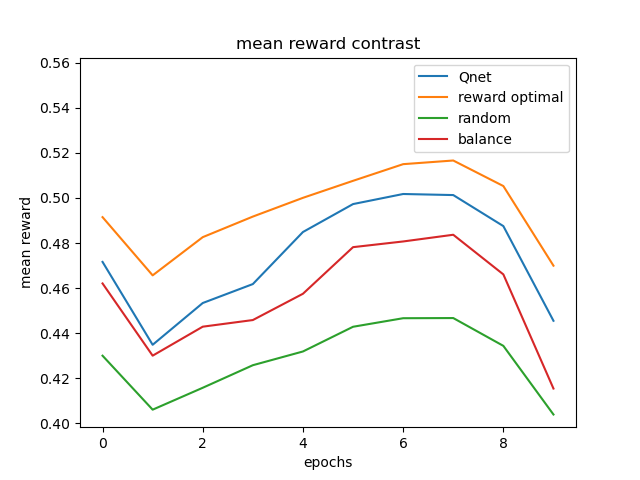 mean reward contrast
0.56
0.54
0.52
0.50
0.48
0.46
0.44
0.42
0.40
mean reward
Qnet
reward optimal
random
balance
0 2 4 6 8
epochs